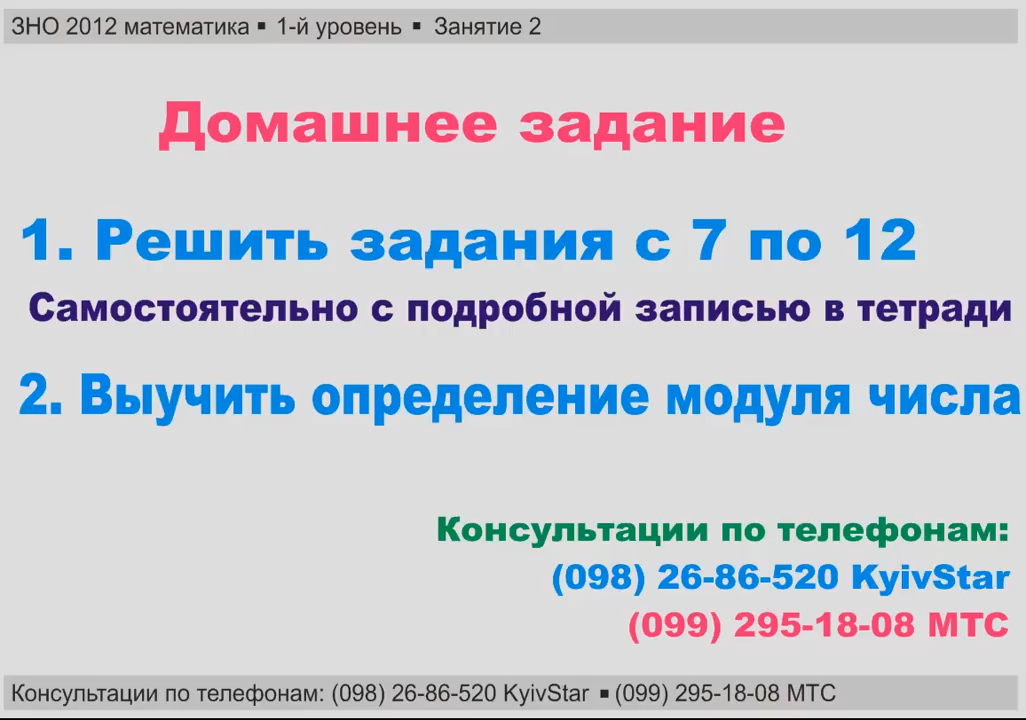 ЗНО 2012 математика ▪ 1-й уровень ▪ Занятие 2
Домашнее задание
1. Решить задания с 7 по 12
Самостоятельно с подробной записью в тетради
2. Выучить определение модуля числа
Консультации по телефонам:
(098) 26-86-520 KyivStar
(099) 295-18-08 МТС
Консультации по телефонам: (098) 26-86-520 KyivStar ▪ (099) 295-18-08 МТС